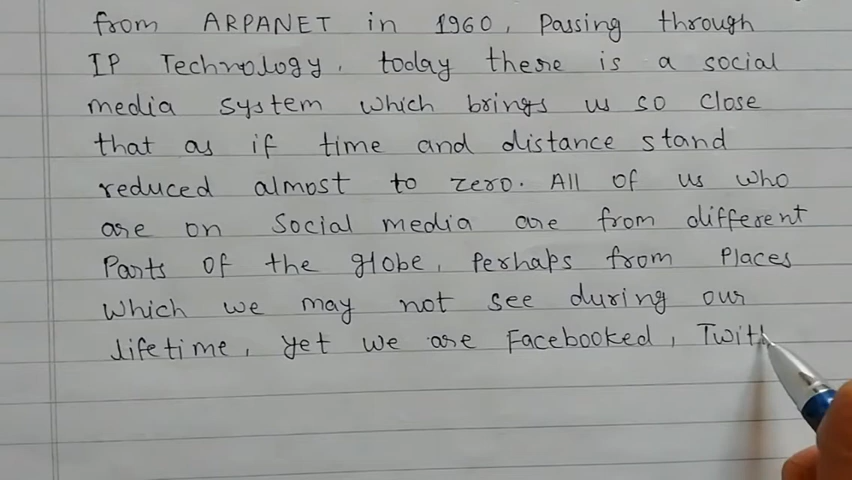 from ARPANET in 1960, Passing through
IP Technology, today there is a social
media system which brings us so close
that as if time and distance stand
reduced almost to zero. All of us who
are on Social media are from different
Parts of the globe, Perhaps from Places
which we may not see during our
lifetime, yet we are Facebooked, Twitt